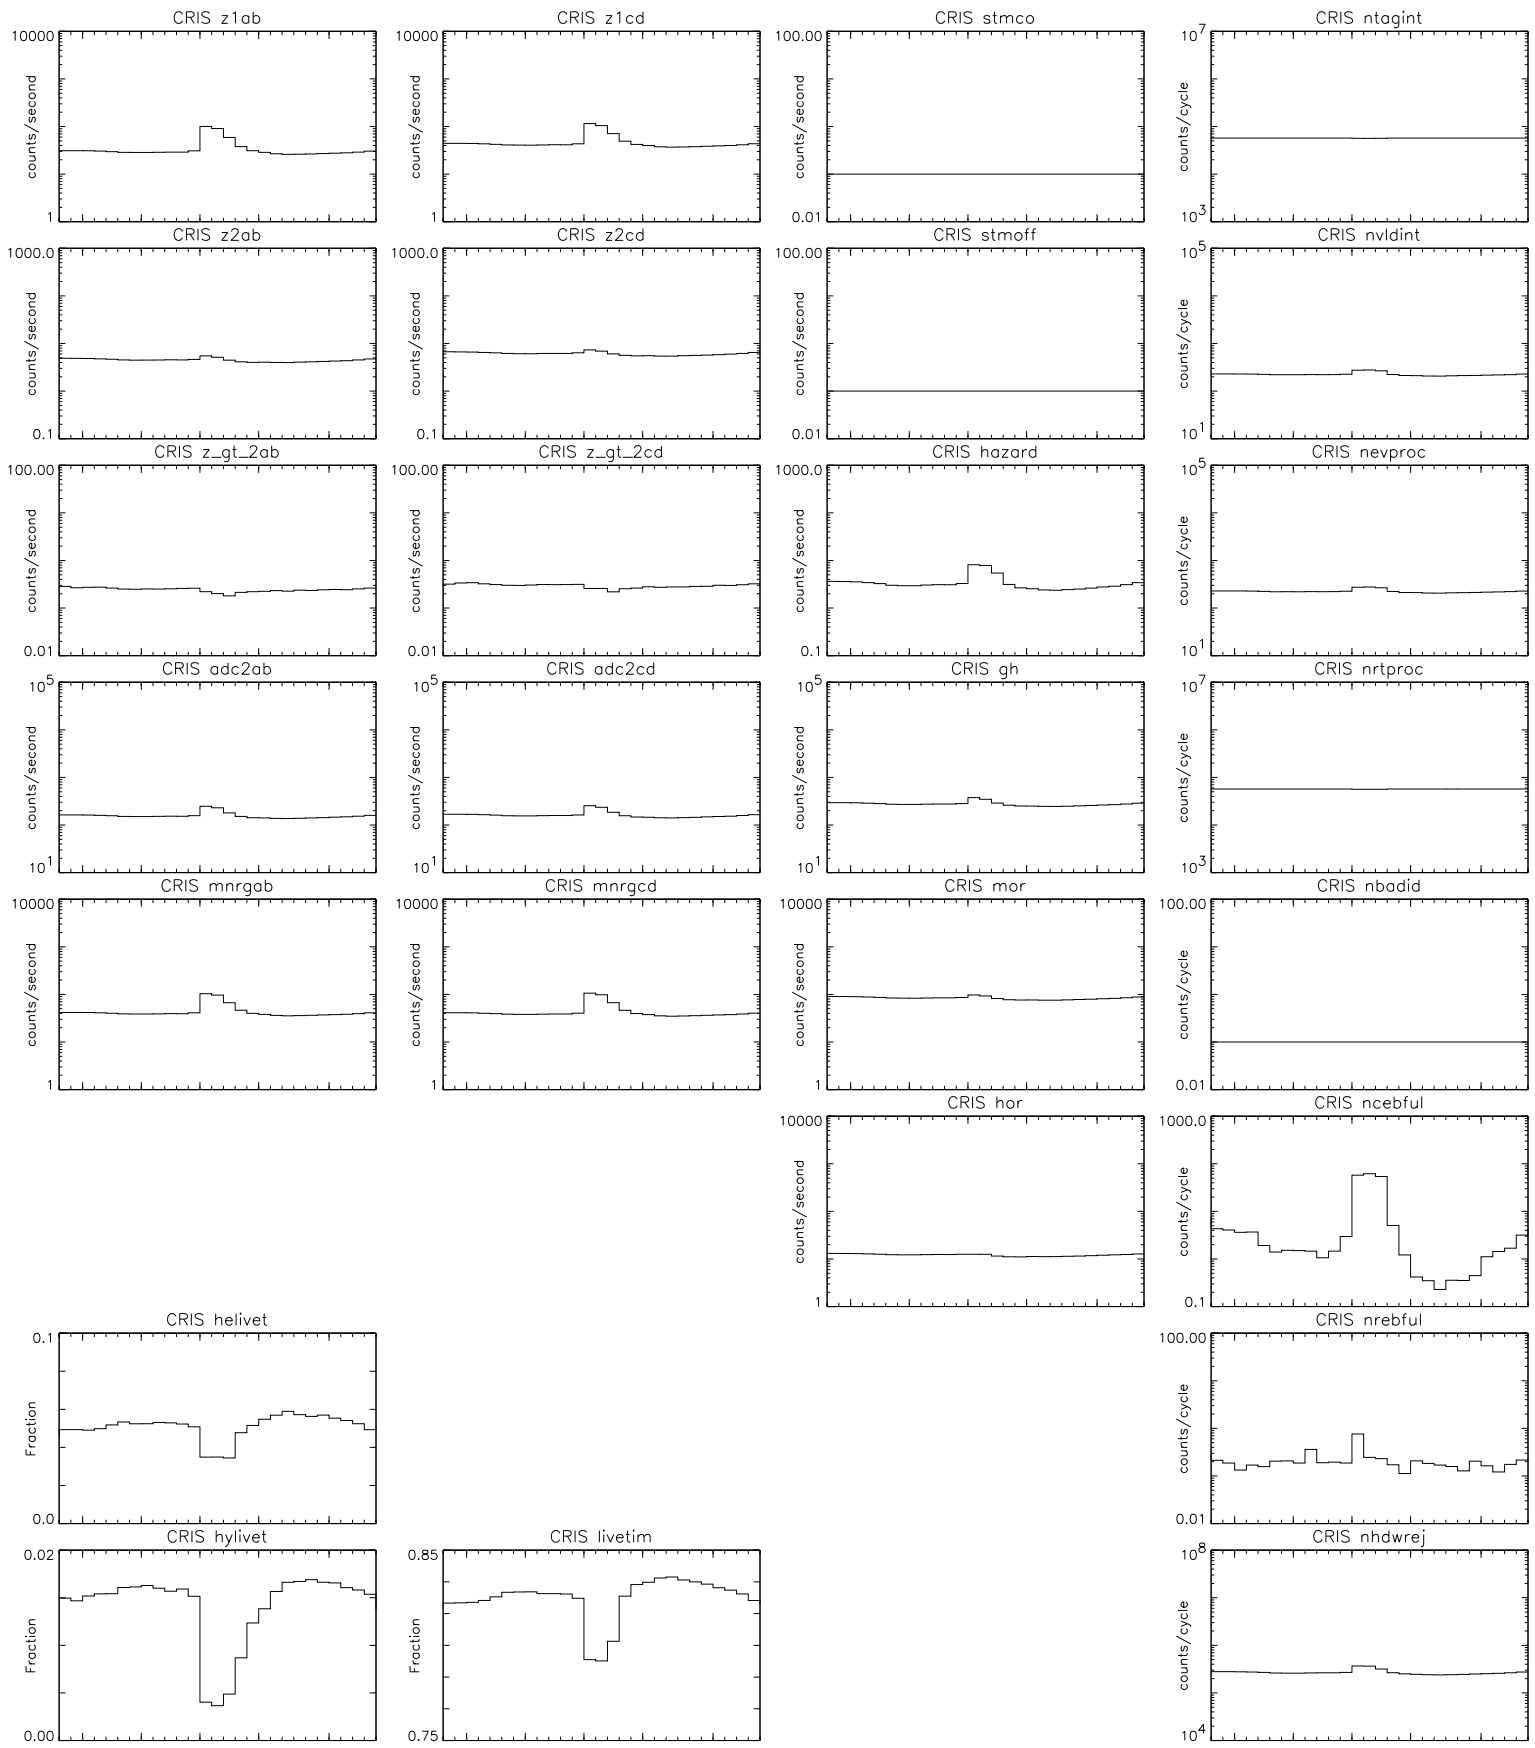 CRIS z1ab
10000
counts/second
1
CRIS z1cd
10000
counts/second
1
CRIS stmco
100.00
counts/second
0.01
CRIS ntagint
10^7
counts/cycle
10^3
CRIS z2ab
1000.0
counts/second
0.1
CRIS z2cd
1000.0
counts/second
0.1
CRIS stmoff
100.00
counts/second
0.01
CRIS nvldint
10^5
counts/cycle
10^1
CRIS z_gt_2ab
100.00
counts/second
0.01
CRIS z_gt_2cd
100.00
counts/second
0.01
CRIS hazard
1000.0
counts/second
0.1
CRIS nevproc
10^5
counts/cycle
10^1
CRIS adc2ab
10^5
counts/second
10^1
CRIS adc2cd
10^5
counts/second
10^1
CRIS gh
10^5
counts/second
10^1
CRIS nrtproc
10^7
counts/cycle
10^3
CRIS mnrgab
10000
counts/second
1
CRIS mnrgcd
10000
counts/second
1
CRIS mor
10000
counts/second
1
CRIS nbadid
100.00
counts/cycle
0.01
CRIS hor
10000
counts/second
1
CRIS ncebful
1000.0
counts/cycle
0.1
CRIS helivet
0.1
Fraction
0.0
CRIS nrebful
100.00
counts/cycle
0.01
CRIS hylivet
0.02
Fraction
0.00
CRIS livetim
0.85
Fraction
0.75
CRIS nhdwrej
10^8
counts/cycle
10^4